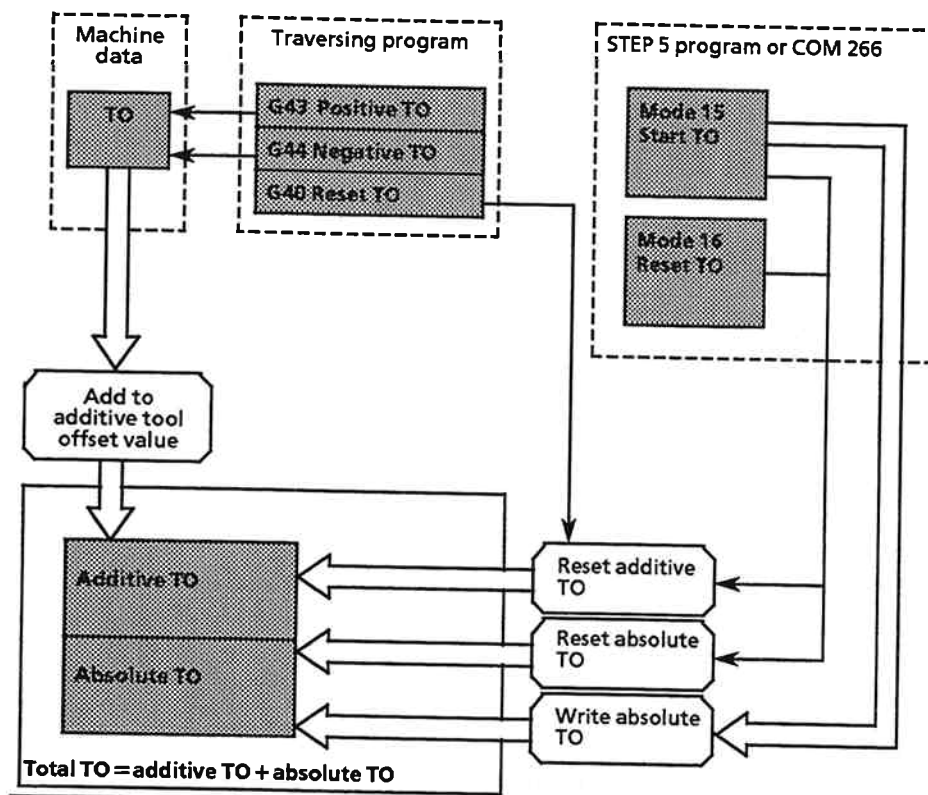 Machine
data
TO
Traversing program
G43 Positive TO
G44 Negative TO
G40 Reset TO
STEP 5 program or COM 266
Mode 15
Start TO
Mode 16
Reset TO
Add to
additive tool
offset value
Additive TO
Absolute TO
Reset additive
TO
Reset absolute
TO
Write absolute
TO
Total TO = additive TO + absolute TO